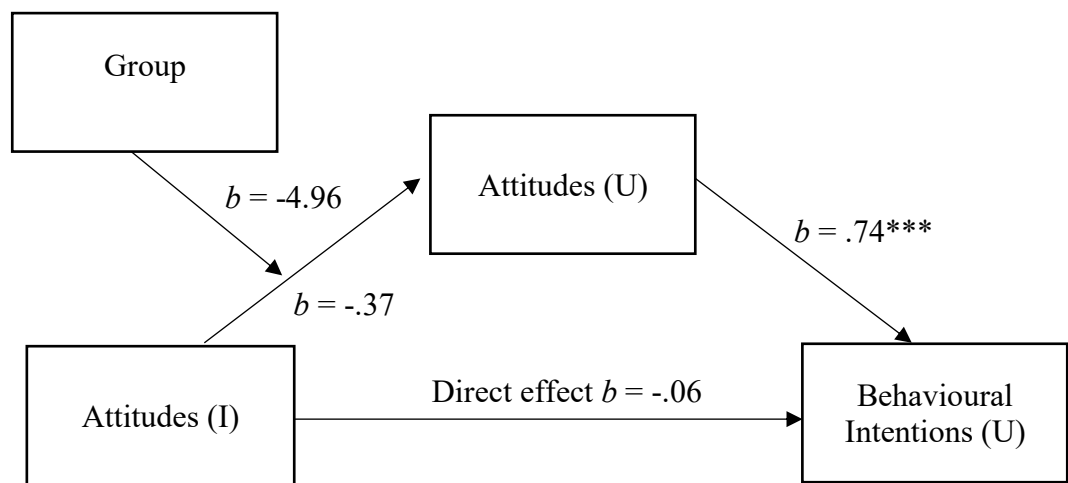 Group
Attitudes (U)
b = -4.96
b = .74***
b = -.37
Direct effect b = -.06
Attitudes (I)
Behavioural
Intentions (U)